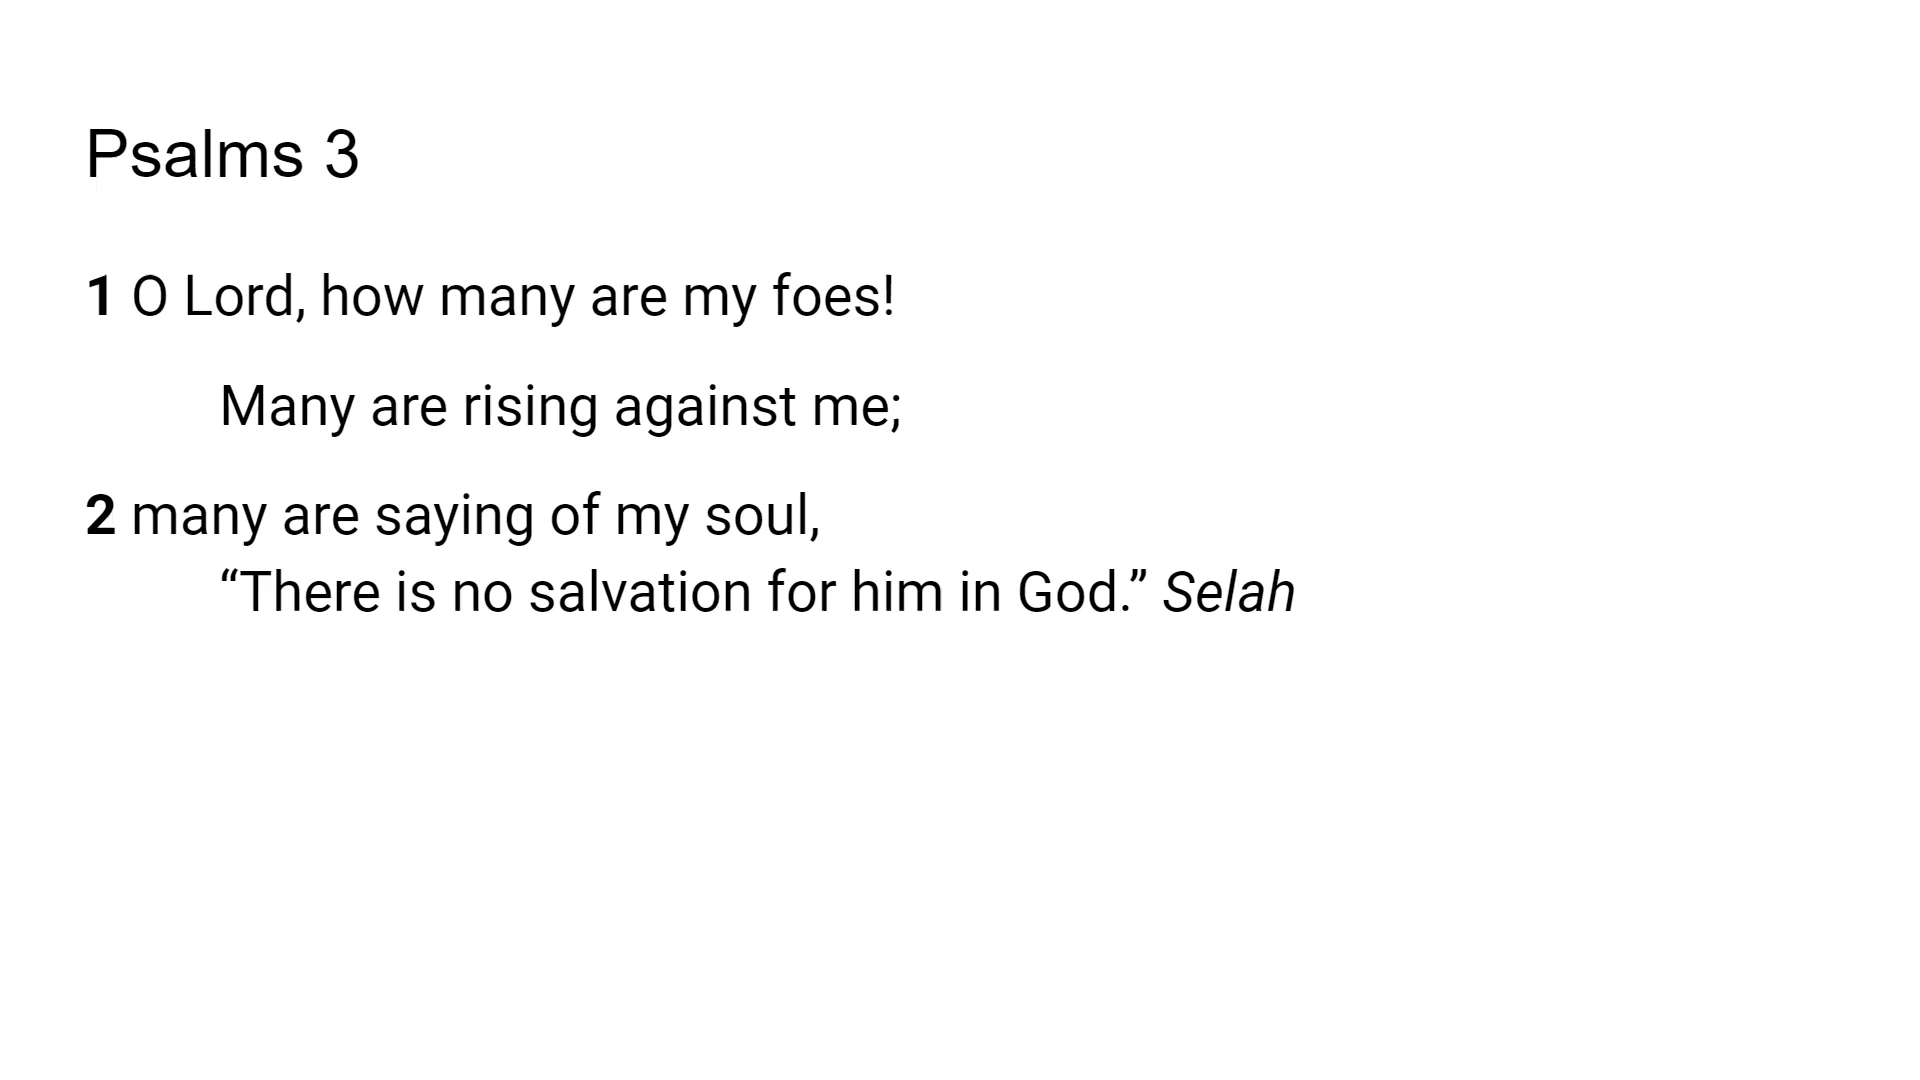 Psalms 3
1 O Lord, how many are my foes!
Many are rising against me;
2 many are saying of my soul,
“There is no salvation for him in God.” Selah